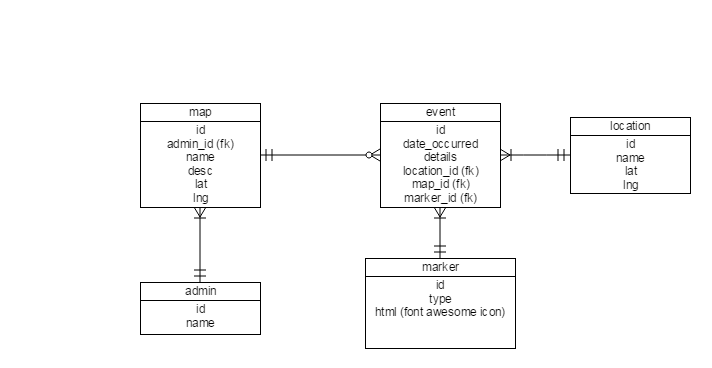 map
id
admin_id (fk)
name
desc
lat
lng
event
id
date_occurred
details
location_id (fk)
map_id (fk)
marker_id (fk)
location
id
name
lat
lng
admin
id
name
marker
id
type
html (font awesome icon)